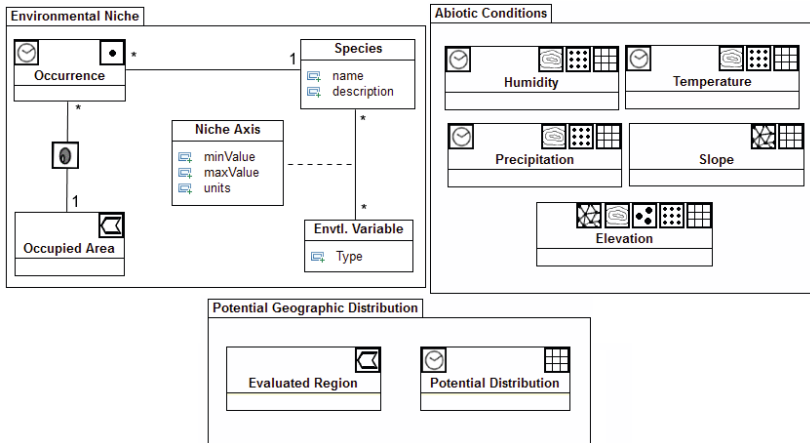 Environmental Niche
Occurrence
*
1
Species
name
description
*
*
Niche Axis
minValue
maxValue
units
1
Occupied Area
*
Envtl. Variable
Type
Abiotic Conditions
Humidity
Temperature
Precipitation
Slope
Elevation
Potential Geographic Distribution
Evaluated Region
Potential Distribution